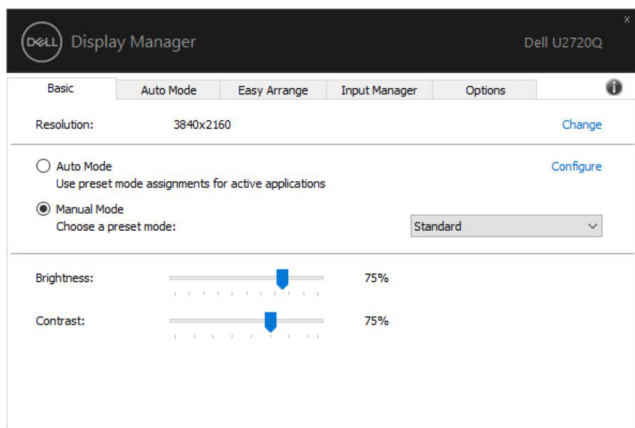 DELL Display Manager Dell U2720Q x
Basic Auto Mode Easy Arrange Input Manager Options i
Resolution: 3840x2160 Change
Auto Mode Configure
Use preset mode assignments for active applications
Manual Mode
Choose a preset mode: Standard
Brightness: 75%
Contrast: 75%